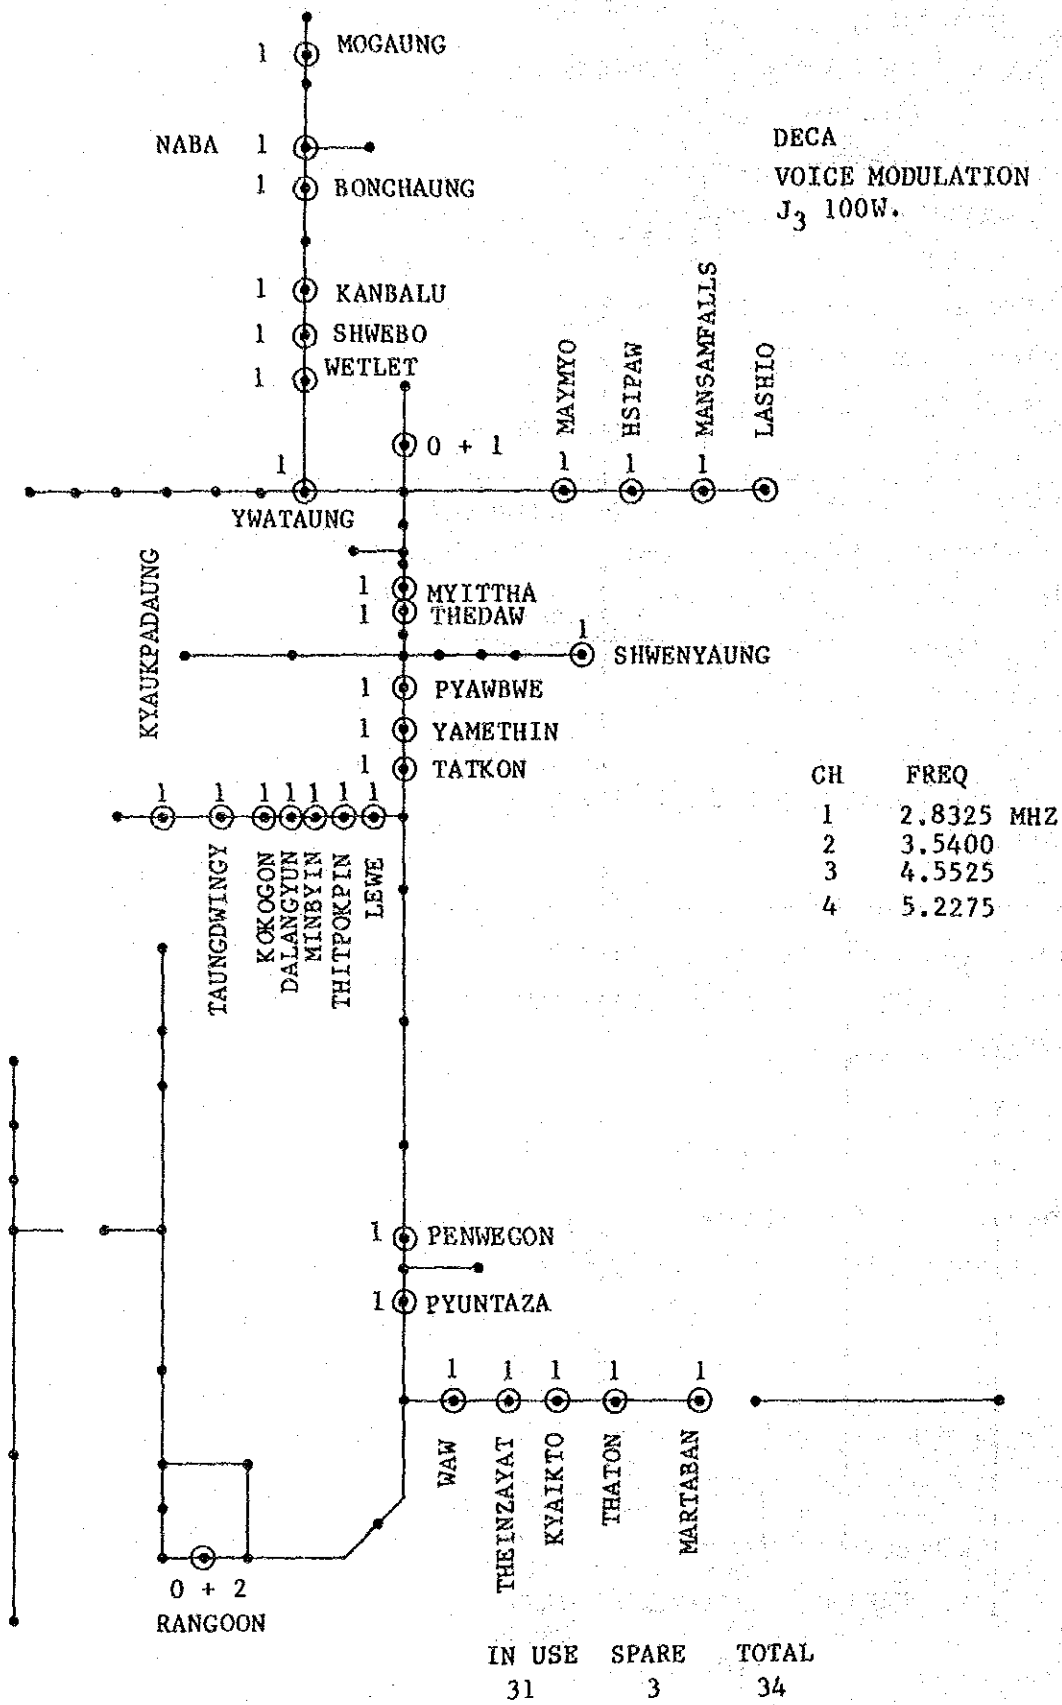 1 MOGAUNG
NABA 1
1 BONCHAUNG
DECA
VOICE MODULATION
J3 100W.
1 KANBALU
1 SHWEBO
1 WETLET
0 + 1
1 MAYMYO
1 HSIPAW
1 MANSAMFALLS
LASHIO
1
YWATAUNG
1 MYITTHA
1 THEDAW
1
SHWENYAUNG
KYAUKPADAUNG
1 PYAWBWE
1 YAMETHIN
1 TATKON
1 1 1 1 1 1 1
TAUNGDWINGY
KOKOGON
DALANGYUN
MINBYIN
THITPOKPIN
LEWE
CH FREQ
1 2.8325 MHZ
2 3.5400
3 4.5525
4 5.2275
1 PENWEGON
1 PYUNTAZA
1 1 1 1 1
WAW
THEINZAYAT
KYAIKTO
THATON
MARTABAN
0 + 2
RANGOON
IN USE SPARE TOTAL
31 3 34